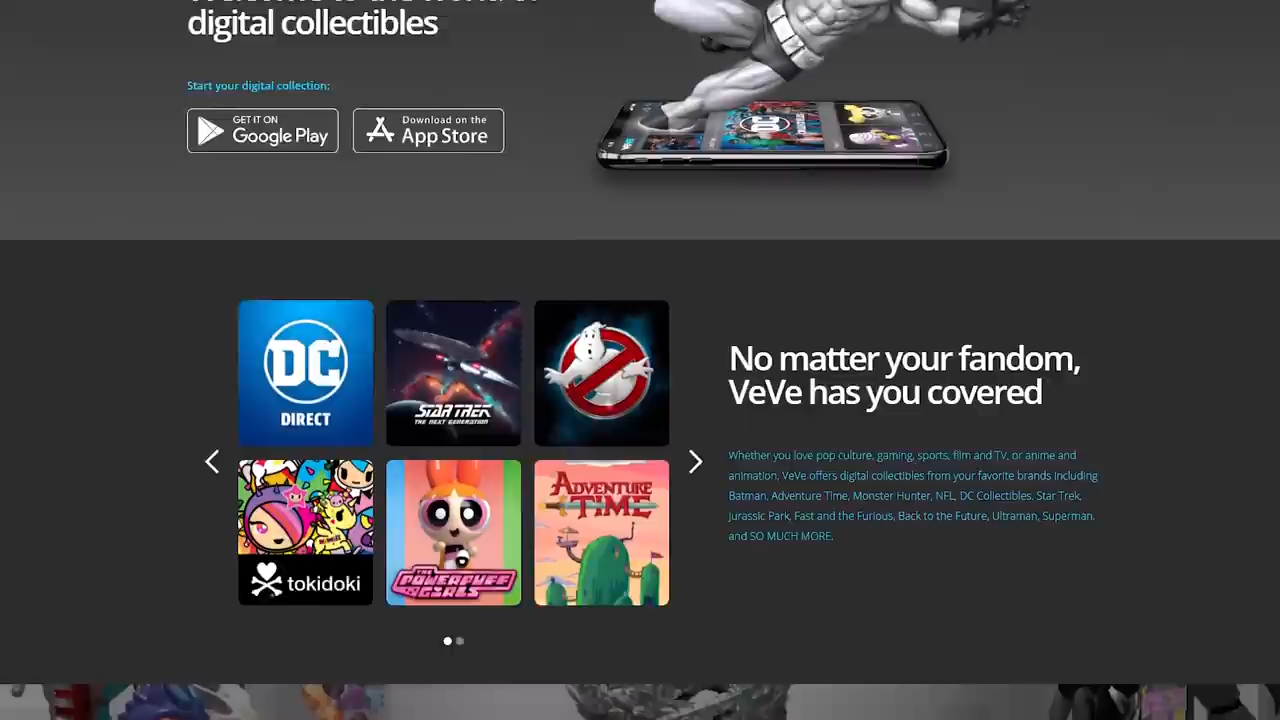 digital collectibles
Start your digital collection:
GET IT ON
Google Play
Download on the
App Store
DC
DC
DIRECT
STAR TREK
THE NEXT GENERATION
tokidoki
THE
POWERPUFF
GIRLS
ADVENTURE
TIME
No matter your fandom,
VeVe has you covered
Whether you love pop culture, gaming, sports, film and TV, or anime and
animation, VeVe offers digital collectibles from your favorite brands including
Batman, Adventure Time, Monster Hunter, NFL, DC Collectibles, Star Trek,
Jurassic Park, Fast and the Furious, Back to the Future, Ultraman, Superman,
and SO MUCH MORE.